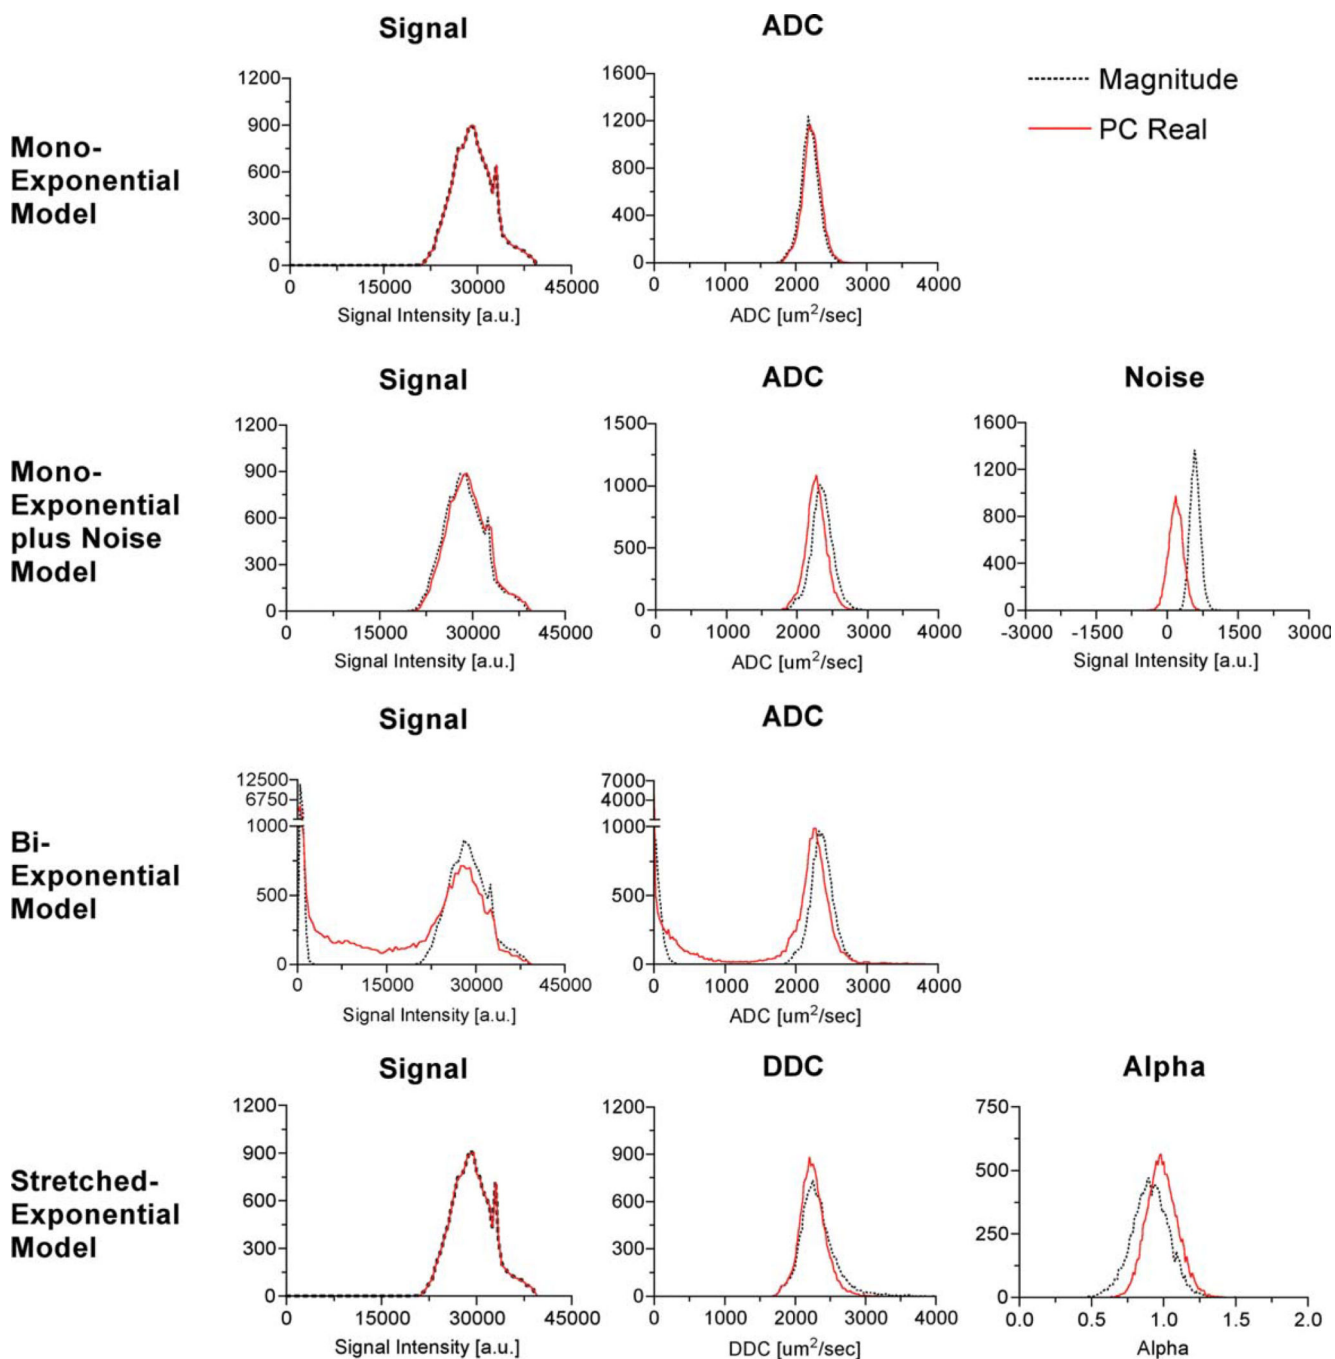 Signal
ADC
Magnitude
PC Real
Mono-
Exponential
Model
1200
900
600
300
0
0 15000 30000 45000
Signal Intensity [a.u.]
1600
1200
800
400
0
0 1000 2000 3000 4000
ADC [um²/sec]
Signal
ADC
Noise
Mono-
Exponential
plus Noise
Model
1200
900
600
300
0
0 15000 30000 45000
Signal Intensity [a.u.]
1500
1000
500
0
0 1000 2000 3000 4000
ADC [um²/sec]
1600
1200
800
400
0
-3000 -1500 0 1500 3000
Signal Intensity [a.u.]
Signal
ADC
Bi-
Exponential
Model
12500
6750
1000
500
0
0 15000 30000 45000
Signal Intensity [a.u.]
7000
4000
1000
500
0
0 1000 2000 3000 4000
ADC [um²/sec]
Signal
DDC
Alpha
Stretched-
Exponential
Model
1200
900
600
300
0
0 15000 30000 45000
Signal Intensity [a.u.]
1200
900
600
300
0
0 1000 2000 3000 4000
DDC [um²/sec]
750
500
250
0
0.0 0.5 1.0 1.5 2.0
Alpha